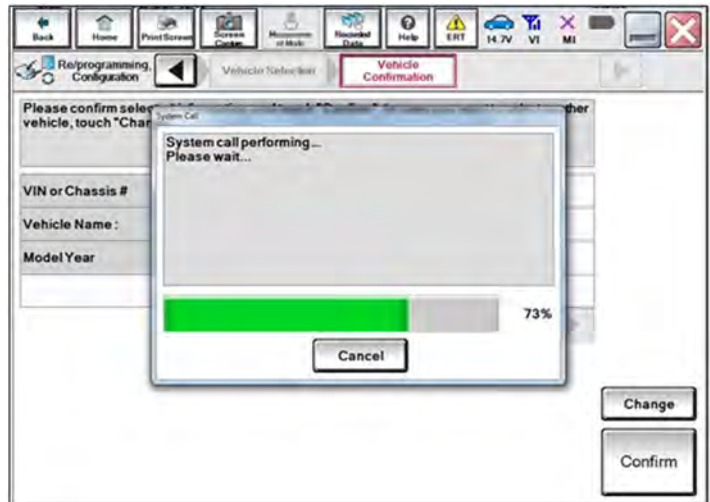 Back
Home
Print Screen
Screen
Capture
Measurement
Mode
Recorded
Data
Help
ERT
14.7V
VI
MI
Re/programming,
Configuration
Vehicle Selection
Vehicle
Confirmation
Please confirm ther
vehicle, touch "Char
System Call
System call performing...
Please wait...
VIN or Chassis #
Vehicle Name :
Model Year
73%
Cancel
Change
Confirm